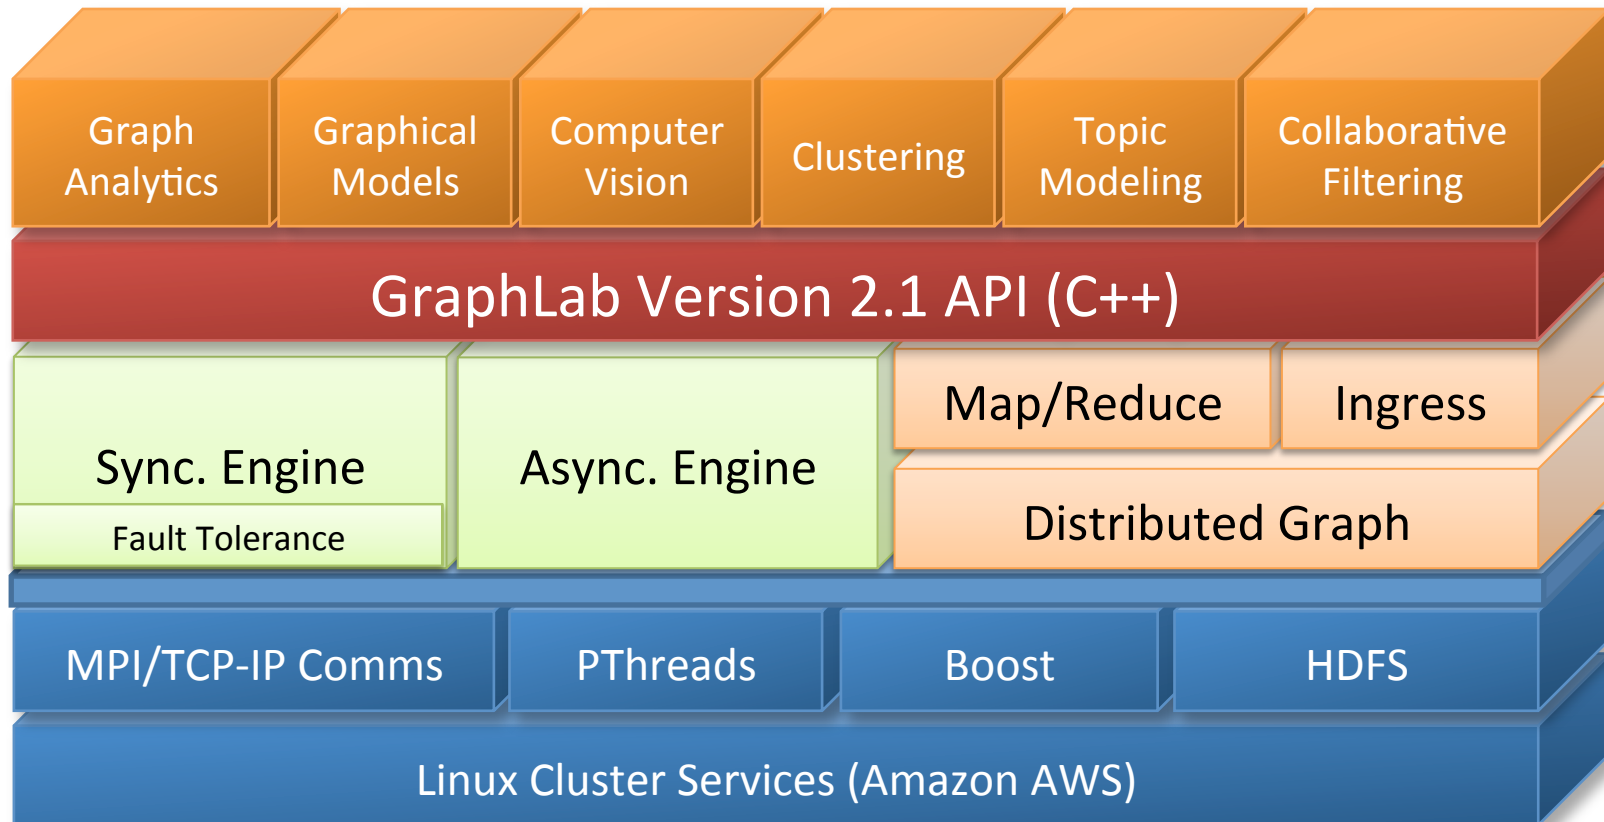 Graph
Analytics
Graphical
Models
Computer
Vision
Clustering
Topic
Modeling
Collaborative
Filtering
GraphLab Version 2.1 API (C++)
Sync. Engine
Fault Tolerance
Async. Engine
Map/Reduce
Ingress
Distributed Graph
MPI/TCP-IP Comms
PThreads
Boost
HDFS
Linux Cluster Services (Amazon AWS)